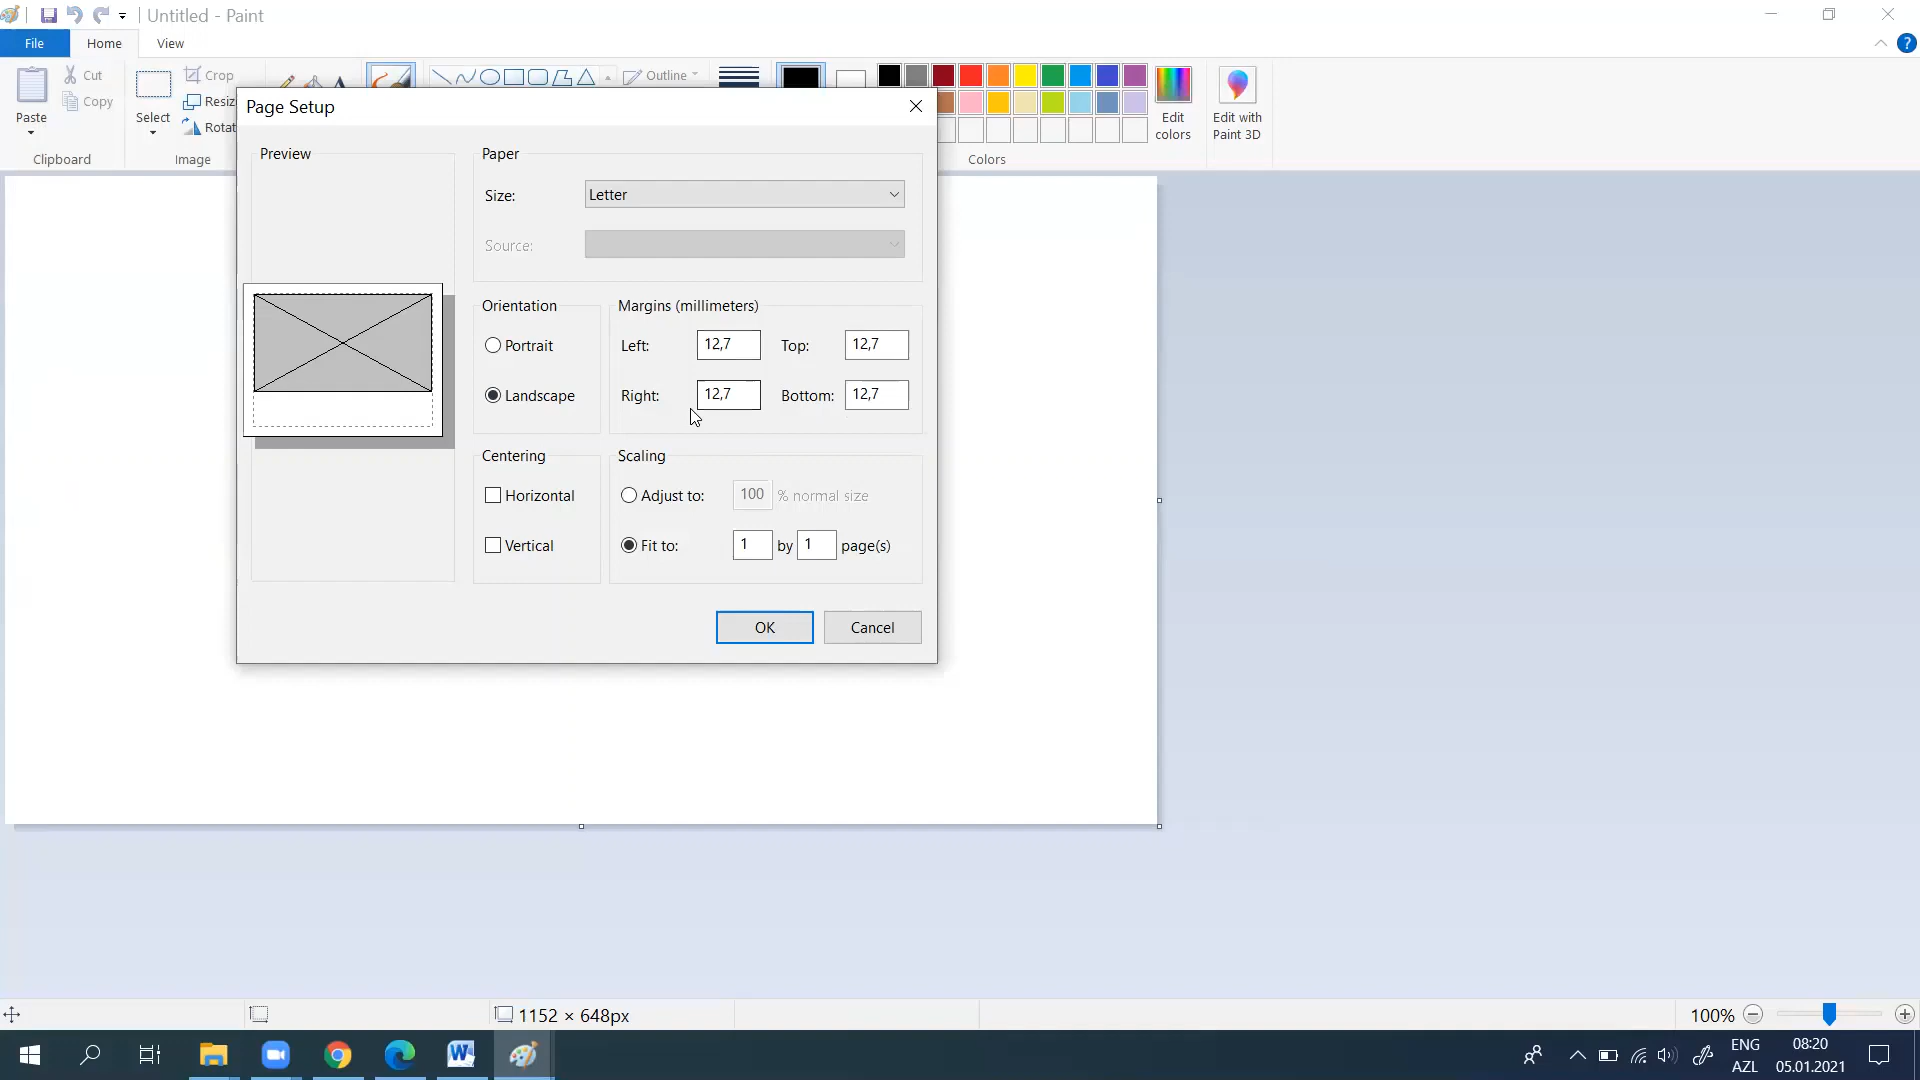 Untitled - Paint
File Home View
Paste
Cut
Copy
Clipboard
Select
Crop
Rotat
Image
Outline
Edit colors
Edit with Paint 3D
Colors
Page Setup
Preview
Paper
Size: Letter
Source:
Orientation
Portrait
Landscape
Margins (millimeters)
Left: 12,7 Top: 12,7
Right: 12,7 Bottom: 12,7
Centering
Horizontal
Vertical
Scaling
Adjust to: 100 % normal size
Fit to: 1 by 1 page(s)
OK Cancel
1152 × 648px
100%
ENG
AZL
08:20
05.01.2021